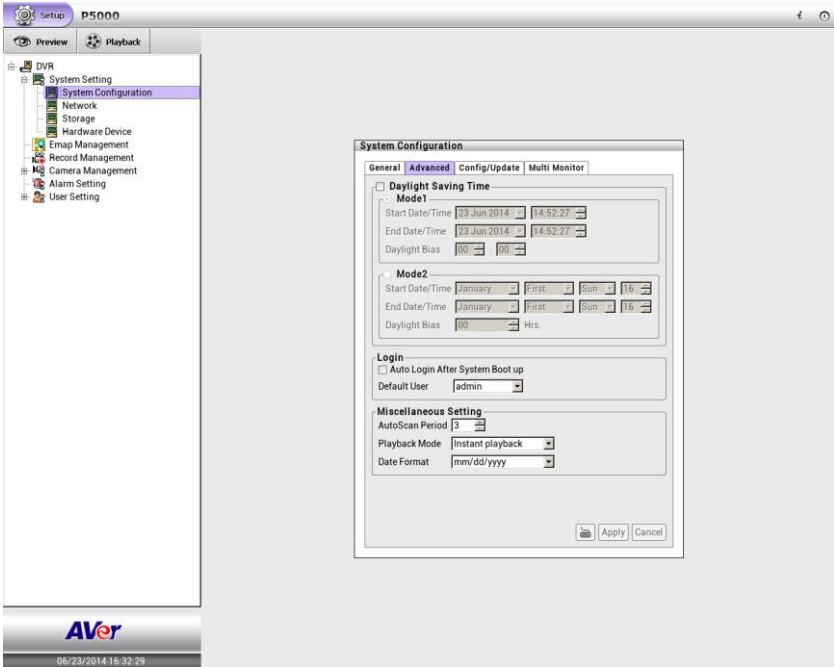 Setup P5000 i
Preview Playback
DVR
System Setting
System Configuration
Network
Storage
Hardware Device
Emap Management
Record Management
Camera Management
Alarm Setting
User Setting
AVer
06/23/2014 16:32:29
System Configuration
General Advanced Config/Update Multi Monitor
Daylight Saving Time
Mode1
Start Date/Time 23 Jun 2014 14:52:27
End Date/Time 23 Jun 2014 14:52:27
Daylight Bias 00 : 00
Mode2
Start Date/Time January First Sun 16
End Date/Time January First Sun 16
Daylight Bias 00 Hrs.
Login
Auto Login After System Boot up
Default User admin
Miscellaneous Setting
AutoScan Period 3
Playback Mode Instant playback
Date Format mm/dd/yyyy
Apply Cancel